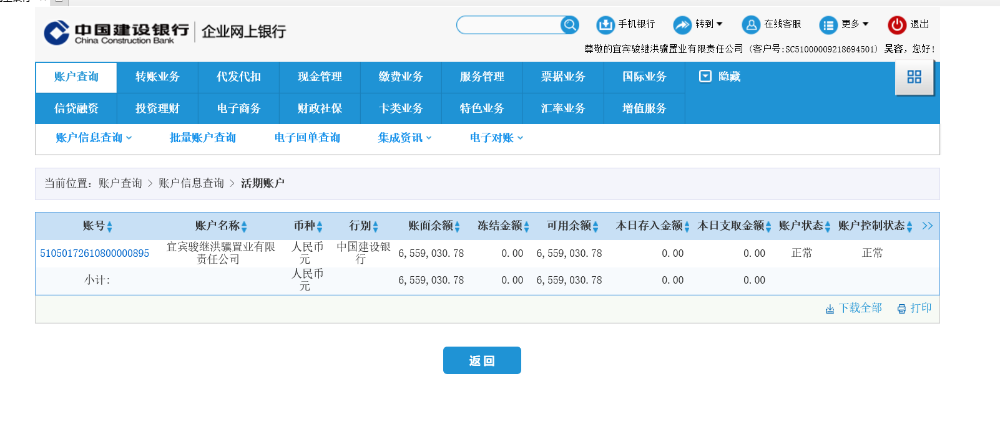 中国建设银行 企业网上银行
China Construction Bank
手机银行 转到 在线客服 更多 退出
尊敬的宜宾骏继洪骥置业有限责任公司（客户号:SC51000009218694501）吴容，您好！
账户查询 转账业务 代发代扣 现金管理 缴费业务 服务管理 票据业务 国际业务 隐藏
信贷融资 投资理财 电子商务 财政社保 卡类业务 特色业务 汇率业务 增值服务
账户信息查询 批量账户查询 电子回单查询 集成资讯 电子对账
当前位置：账户查询 > 账户信息查询 > 活期账户
账号 账户名称 币种 行别 账面余额 冻结金额 可用余额 本日存入金额 本日支取金额 账户状态 账户控制状态 >>
51050172610800000895 宜宾骏继洪骥置业有限责任公司 人民币元 中国建设银行 6,559,030.78 0.00 6,559,030.78 0.00 0.00 正常 正常
小计： 人民币元 6,559,030.78 0.00 6,559,030.78 0.00 0.00
下载全部 打印
返回